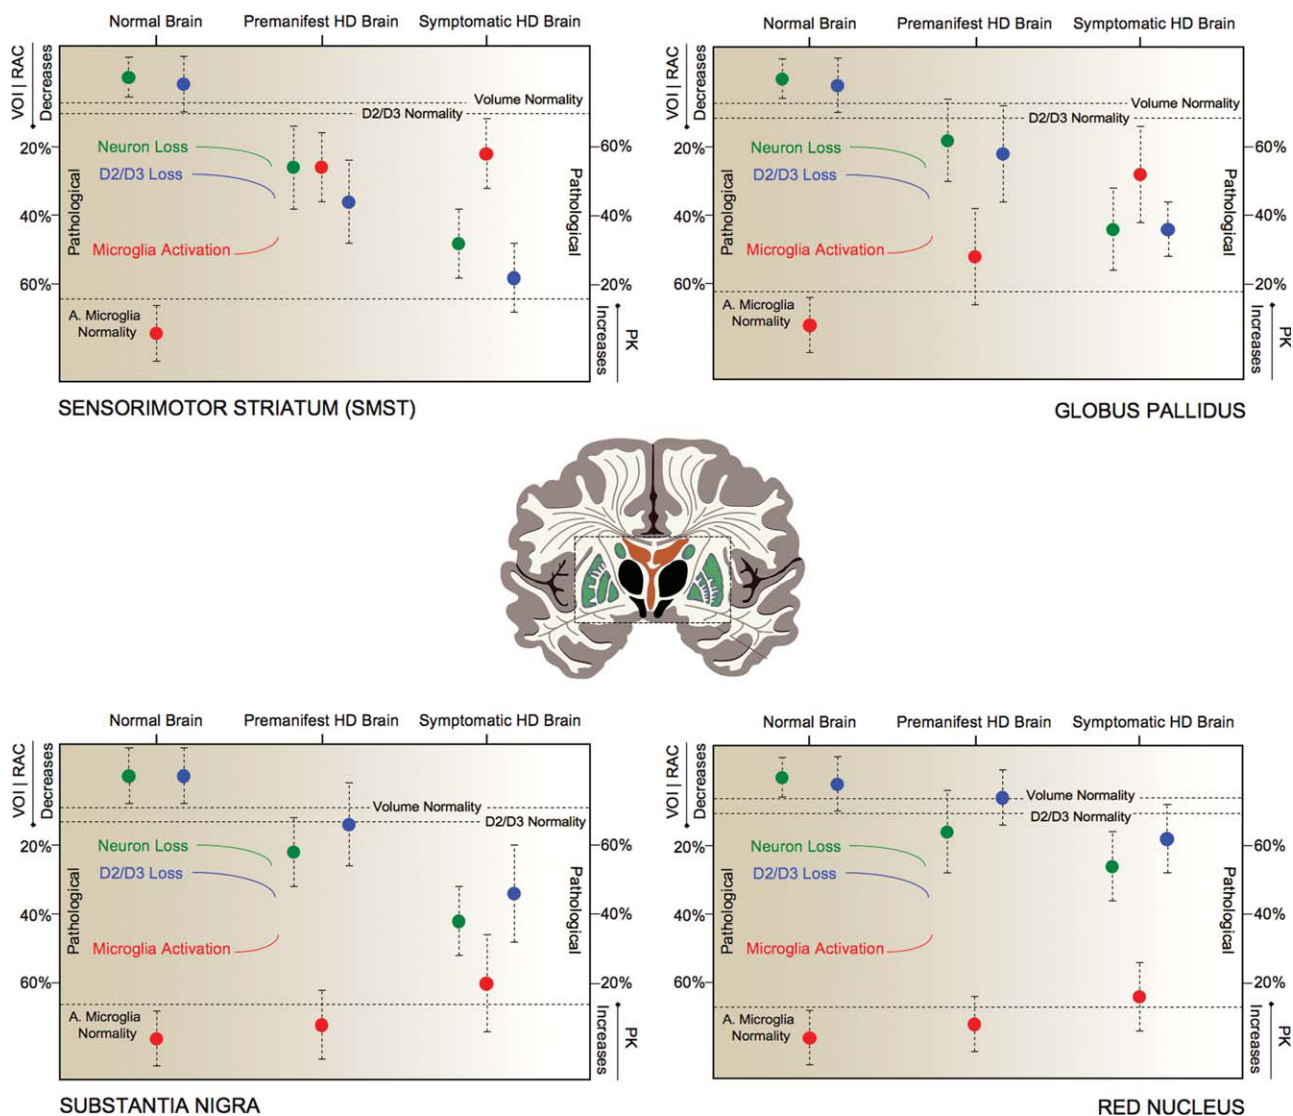 Normal Brain Premanifest HD Brain Symptomatic HD Brain
VOI | RAC
Decreases
Volume Normality
D2/D3 Normality
20%
40%
60%
Pathological
Neuron Loss
D2/D3 Loss
Microglia Activation
60%
40%
20%
Pathological
A. Microglia
Normality
Increases
PK
SENSORIMOTOR STRIATUM (SMST)
Normal Brain Premanifest HD Brain Symptomatic HD Brain
VOI | RAC
Decreases
Volume Normality
D2/D3 Normality
20%
40%
60%
Pathological
Neuron Loss
D2/D3 Loss
Microglia Activation
60%
40%
20%
Pathological
A. Microglia
Normality
Increases
PK
GLOBUS PALLIDUS
Normal Brain Premanifest HD Brain Symptomatic HD Brain
VOI | RAC
Decreases
Volume Normality
D2/D3 Normality
20%
40%
60%
Pathological
Neuron Loss
D2/D3 Loss
Microglia Activation
60%
40%
20%
Pathological
A. Microglia
Normality
Increases
PK
SUBSTANTIA NIGRA
Normal Brain Premanifest HD Brain Symptomatic HD Brain
VOI | RAC
Decreases
Volume Normality
D2/D3 Normality
20%
40%
60%
Pathological
Neuron Loss
D2/D3 Loss
Microglia Activation
60%
40%
20%
Pathological
A. Microglia
Normality
Increases
PK
RED NUCLEUS